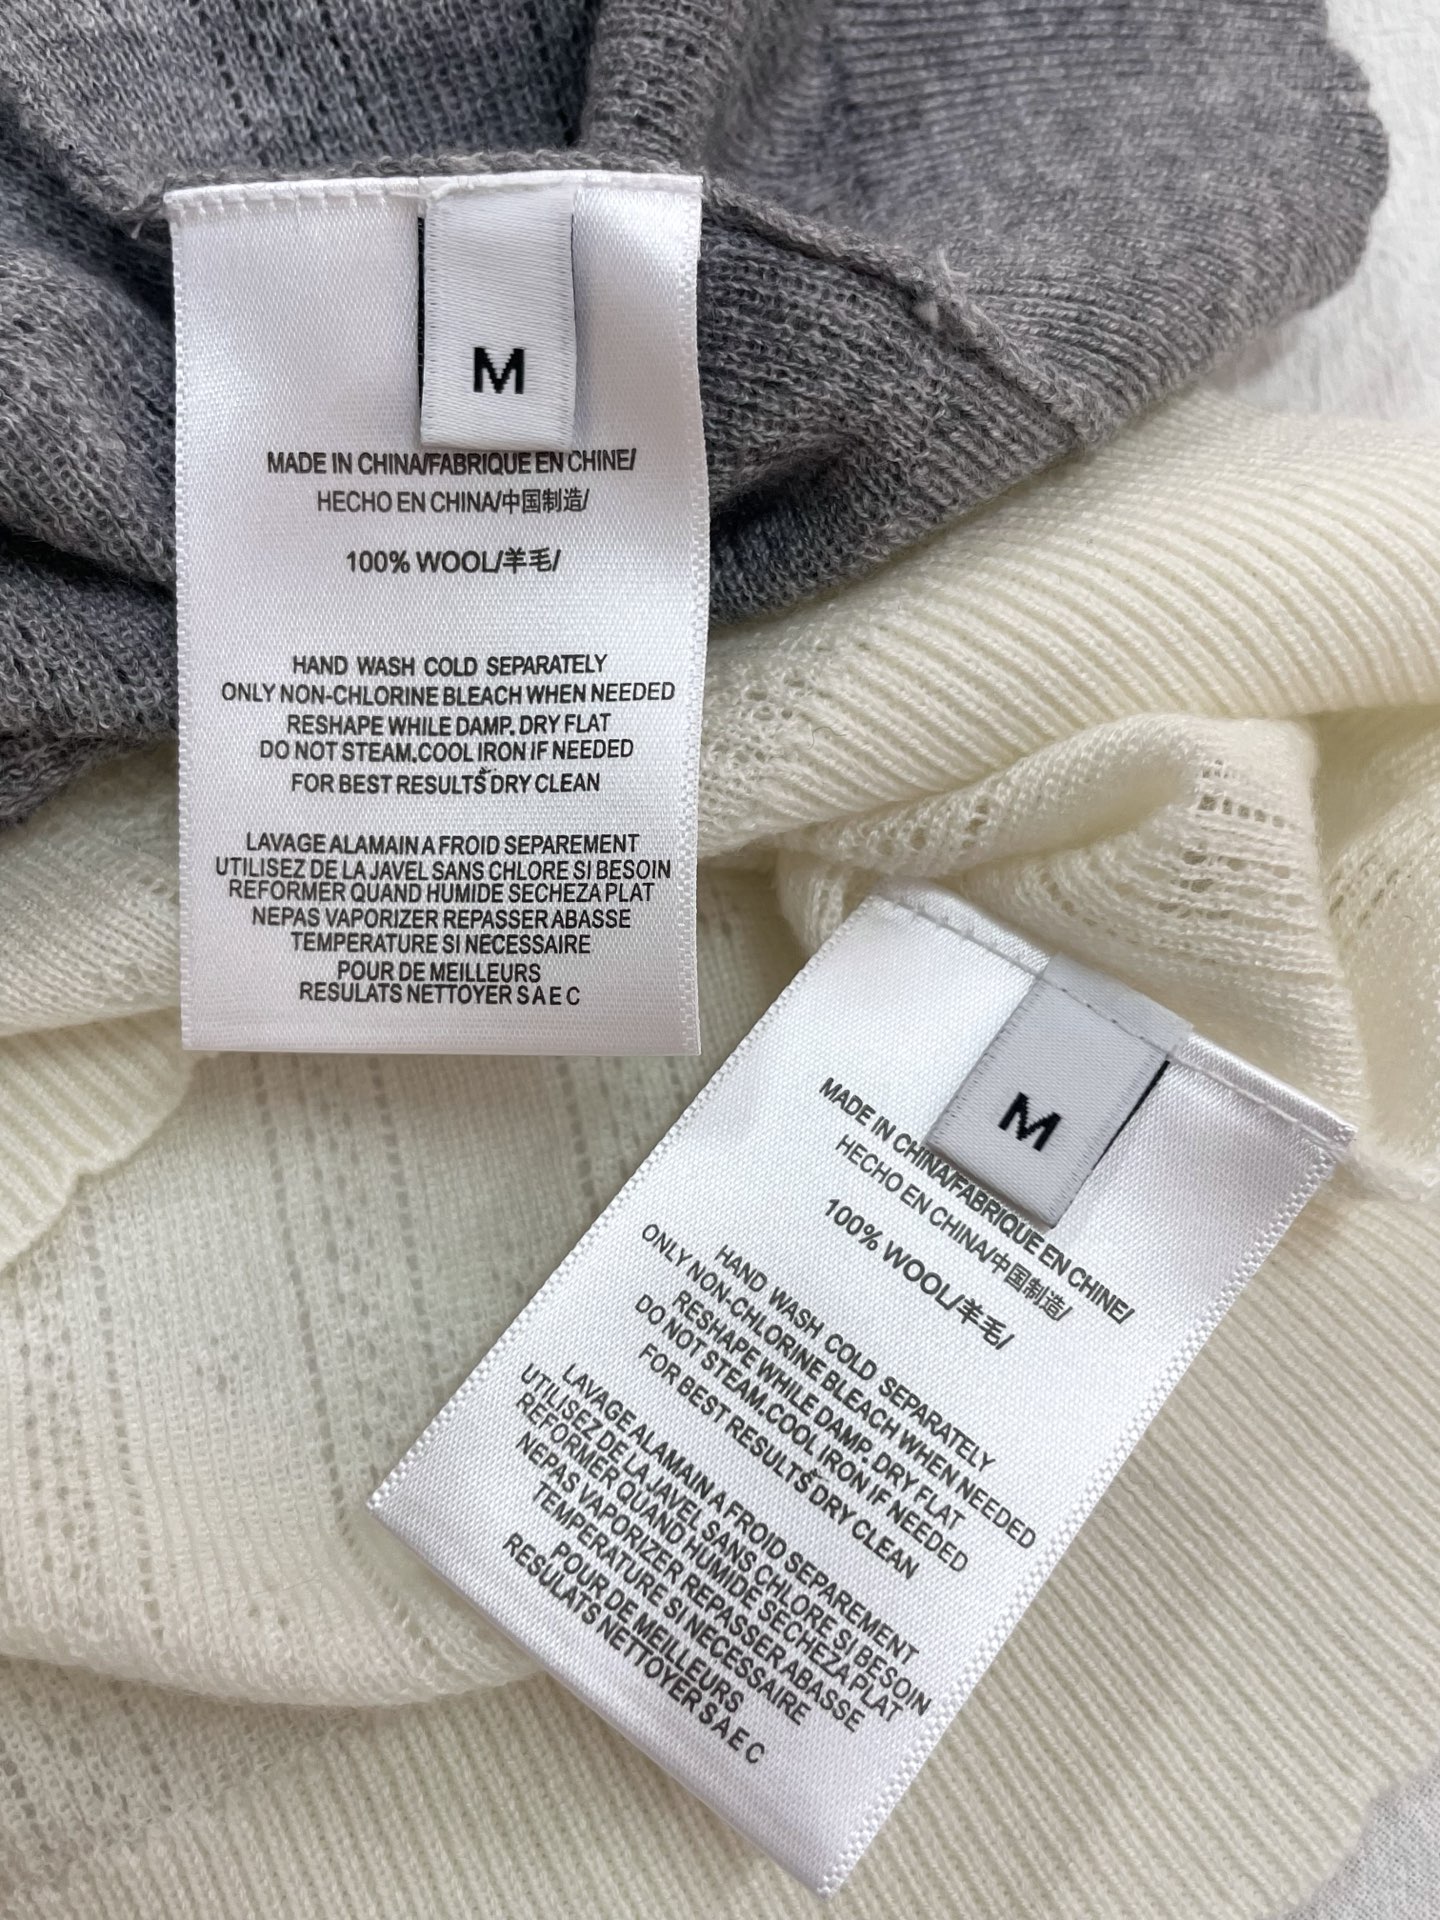 M
MADE IN CHINA/FABRIQUE EN CHINE/
HECHO EN CHINA/中国制造/
100% WOOL/羊毛/
HAND WASH COLD SEPARATELY
ONLY NON-CHLORINE BLEACH WHEN NEEDED
RESHAPE WHILE DAMP. DRY FLAT
DO NOT STEAM.COOL IRON IF NEEDED
FOR BEST RESULTS DRY CLEAN
LAVAGE ALAMAIN A FROID SEPAREMENT
UTILISEZ DE LA JAVEL SANS CHLORE SI BESOIN
REFORMER QUAND HUMIDE SECHEZA PLAT
NEPAS VAPORIZER REPASSER ABASSE
TEMPERATURE SI NECESSAIRE
POUR DE MEILLEURS
RESULATS NETTOYER S A E C
M
MADE IN CHINA/FABRIQUE EN CHINE/
HECHO EN CHINA/中国制造/
100% WOOL/羊毛/
HAND WASH COLD SEPARATELY
ONLY NON-CHLORINE BLEACH WHEN NEEDED
RESHAPE WHILE DAMP. DRY FLAT
DO NOT STEAM.COOL IRON IF NEEDED
FOR BEST RESULTS DRY CLEAN
LAVAGE ALAMAIN A FROID SEPAREMENT
UTILISEZ DE LA JAVEL SANS CHLORE SI BESOIN
REFORMER QUAND HUMIDE SECHEZA PLAT
NEPAS VAPORIZER REPASSER ABASSE
TEMPERATURE SI NECESSAIRE
POUR DE MEILLEURS
RESULATS NETTOYER S A E C